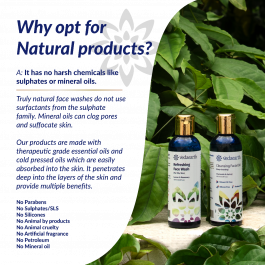 Why opt for
Natural products?
A: It has no harsh chemicals like
sulphates or mineral oils.
Truly natural face washes do not use
surfactants from the sulphate
family. Mineral oils can clog pores
and suffocate skin.
Our products are made with
therapeutic grade essential oils and
cold pressed oils which are easily
absorbed into the skin. It penetrates
deep into the layers of the skin and
provide multiple benefits.
No Parabens
No Sulphates/SLS
No Silicones
No Animal by products
No Animal cruelty
No Artificial fragrance
No Petroleum
No Mineral oil
Refreshing
Face Wash